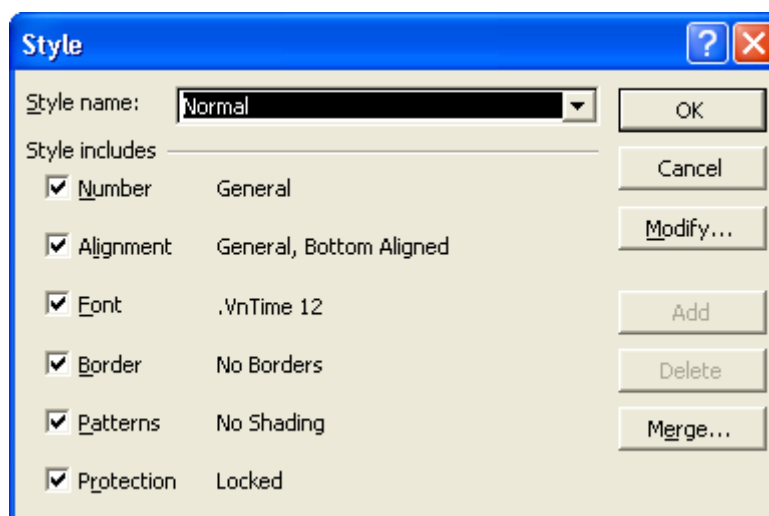 Style
Style name: Normal OK
Style includes Cancel
Number General
Modify...
Alignment General, Bottom Aligned
Font .VnTime 12 Add
Border No Borders Delete
Patterns No Shading Merge...
Protection Locked